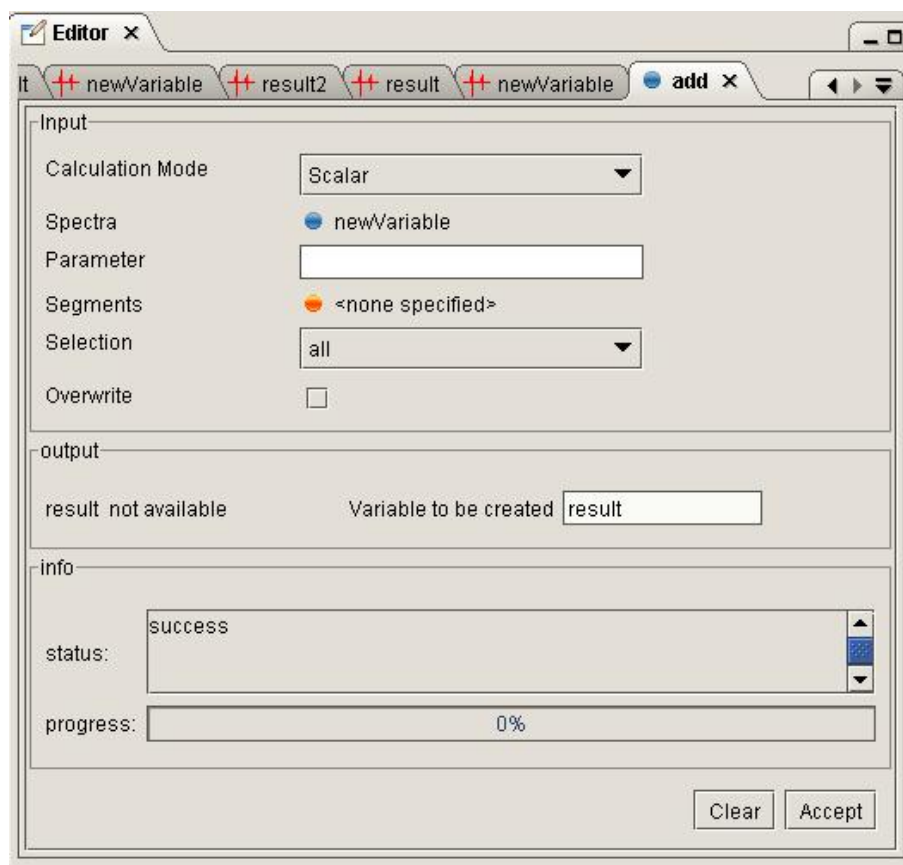 Editor
lt newVariable result2 result newVariable add
Input
Calculation Mode Scalar
Spectra newVariable
Parameter
Segments <none specified>
Selection all
Overwrite
output
result not available Variable to be created result
info
success
status:
progress: 0%
Clear Accept